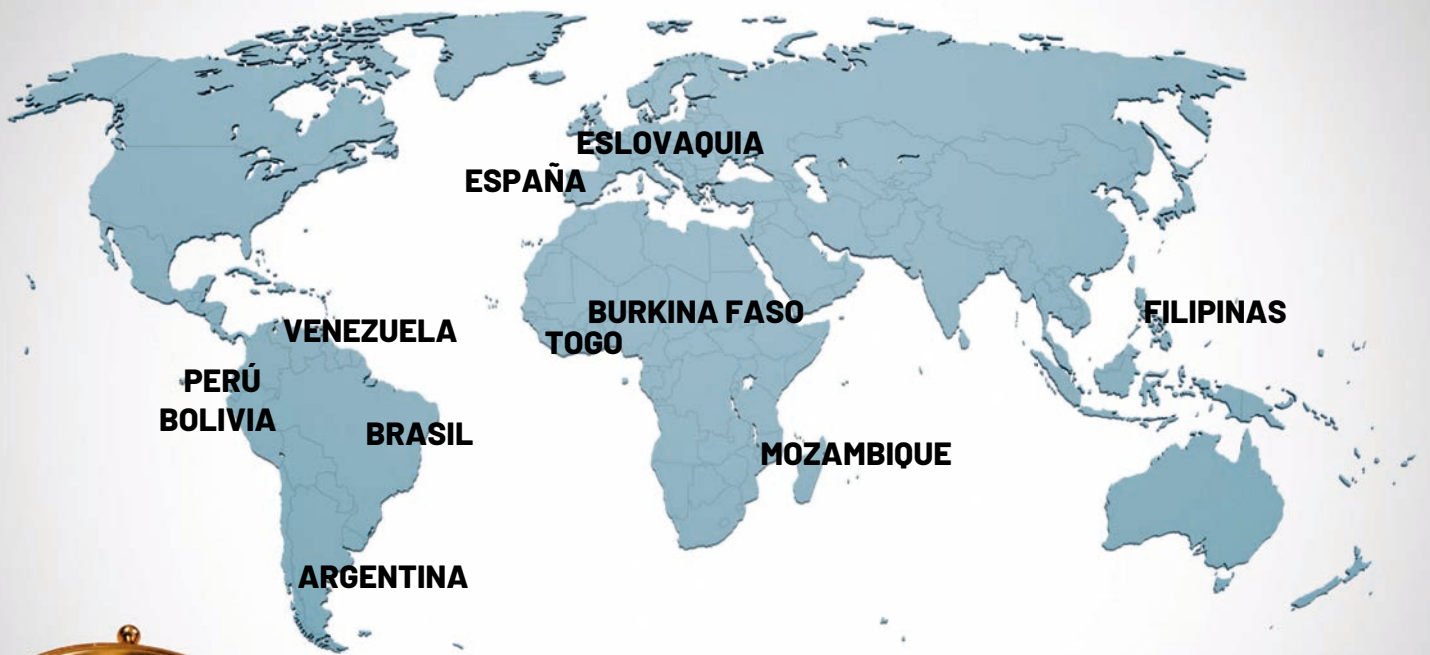 ESLOVAQUIA
ESPAÑA
BURKINA FASO
FILIPINAS
VENEZUELA
TOGO
PERÚ
BOLIVIA
BRASIL
MOZAMBIQUE
ARGENTINA